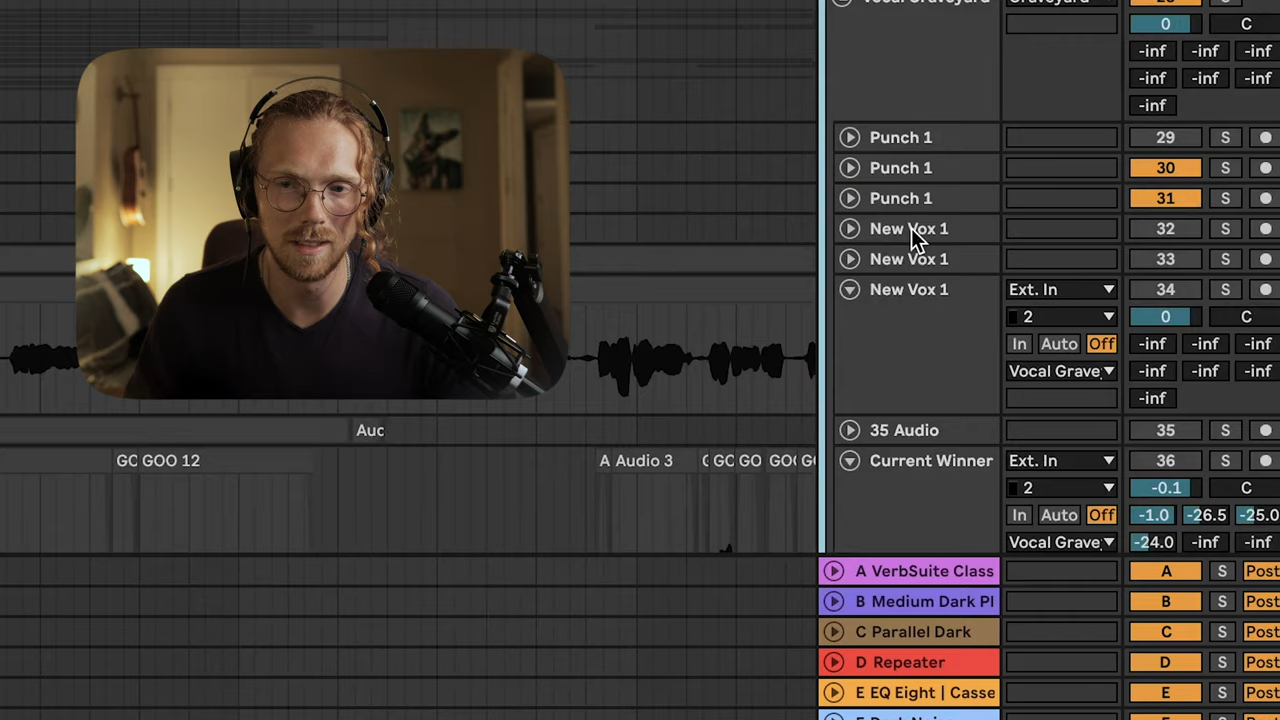 0 C
-inf -inf -inf
-inf -inf -inf
-inf
Punch 1 29 S
Punch 1 30 S
Punch 1 31 S
New Vox 1 32 S
New Vox 1 33 S
New Vox 1 Ext. In 34 S
2 0 C
In Auto Off -inf -inf -inf
Vocal Grave -inf -inf -inf
-inf
Auc 35 Audio 35 S
GC GOO 12 A Audio 3 GO Current Winner Ext. In 36 S
2 -0.1 C
In Auto Off -1.0 -26.5 -25.0
Vocal Grave -24.0 -inf -inf
A VerbSuite Class A S Post
B Medium Dark Pl B S Post
C Parallel Dark C S Post
D Repeater D S Post
E EQ Eight | Casse E S Post